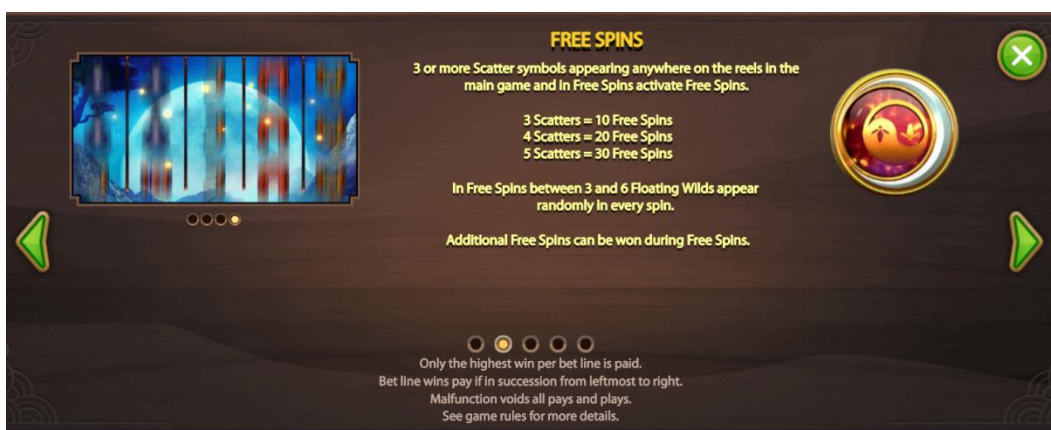 FREE SPINS
3 or more Scatter symbols appearing anywhere on the reels in the
main game and in Free Spins activate Free Spins.
3 Scatters = 10 Free Spins
4 Scatters = 20 Free Spins
5 Scatters = 30 Free Spins
In Free Spins between 3 and 6 Floating Wilds appear
randomly in every spin.
Additional Free Spins can be won during Free Spins.
Only the highest win per bet line is paid.
Bet line wins pay if in succession from leftmost to right.
Malfunction voids all pays and plays.
See game rules for more details.